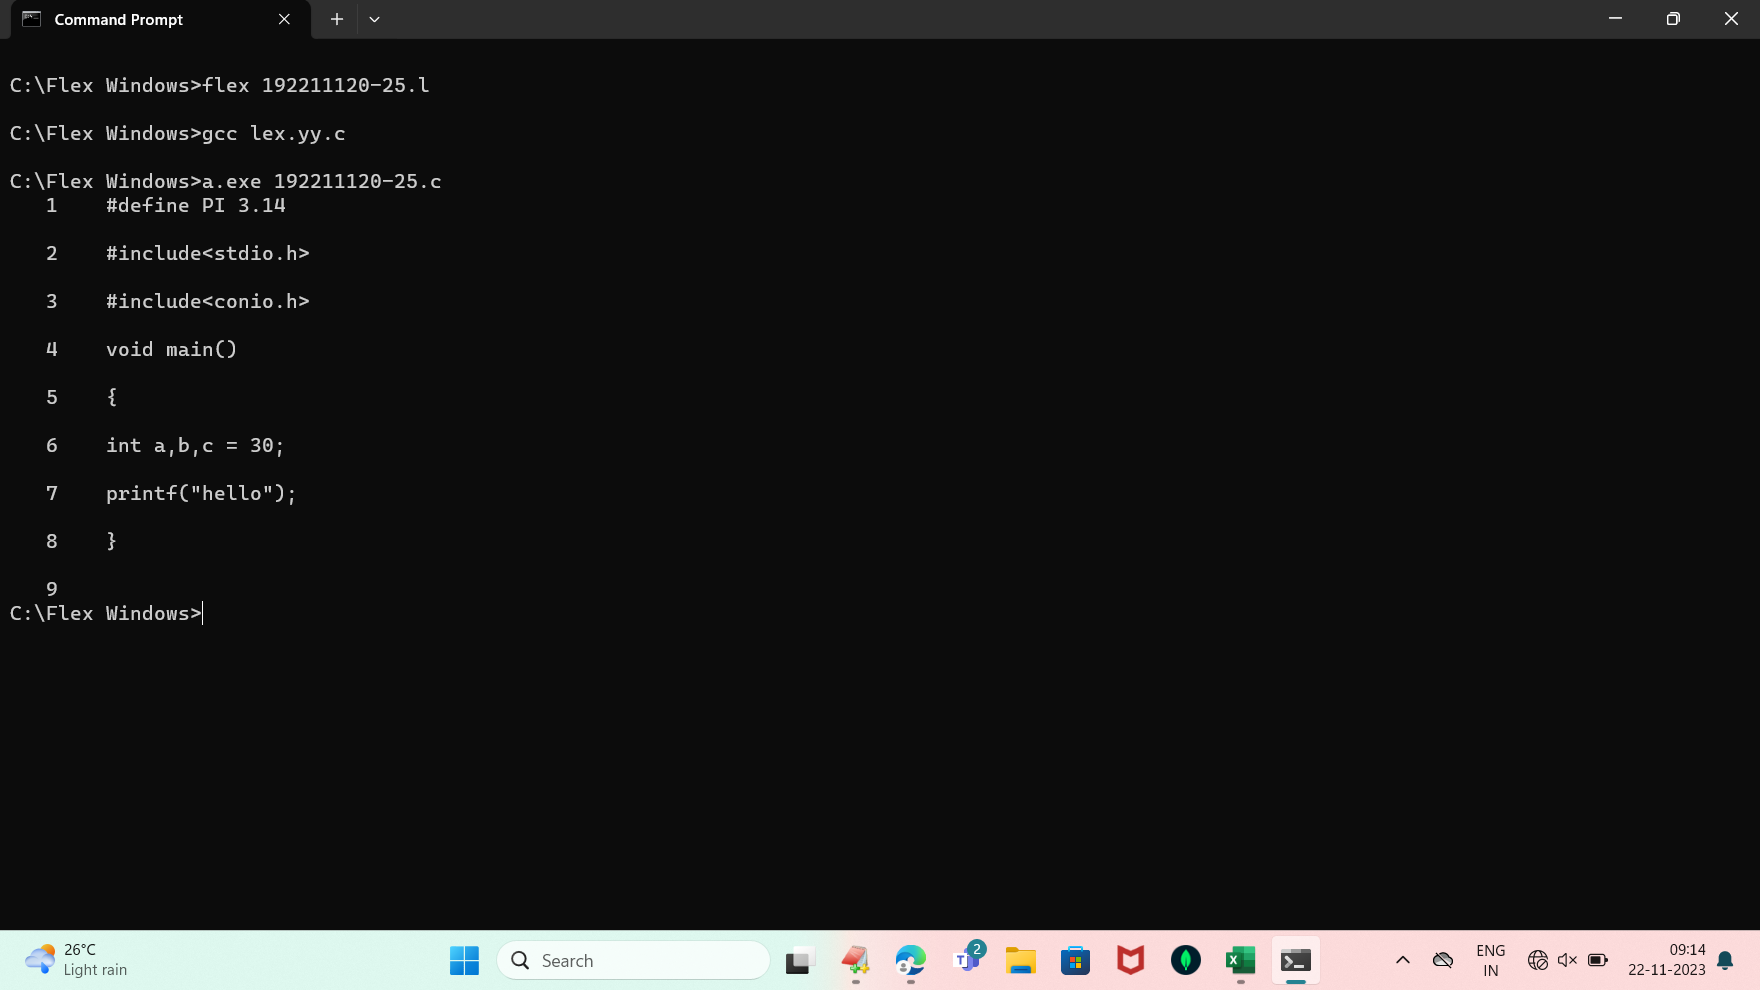 Command Prompt
C:\Flex Windows>flex 192211120-25.l
C:\Flex Windows>gcc lex.yy.c
C:\Flex Windows>a.exe 192211120-25.c
1    #define PI 3.14
2    #include<stdio.h>
3    #include<conio.h>
4    void main()
5    {
6    int a,b,c = 30;
7    printf("hello");
8    }
9
C:\Flex Windows>
26°C
Light rain
Search
2
ENG
IN
09:14
22-11-2023